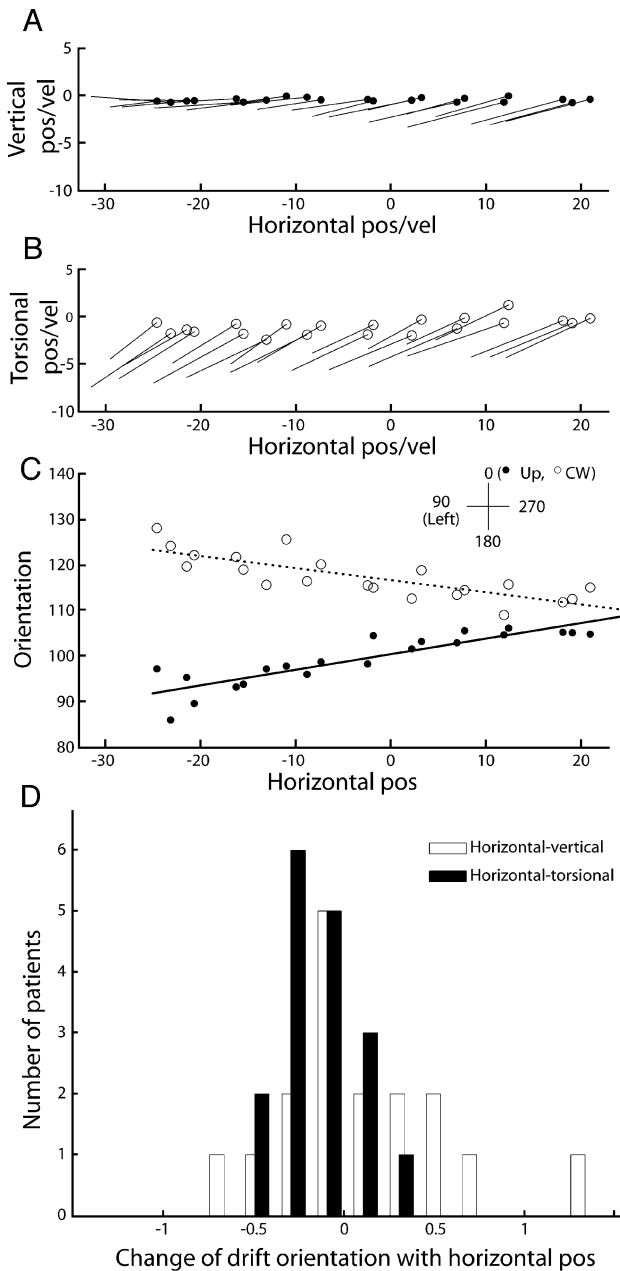 A
Vertical
pos/vel
5
0
-5
-10
-30
-20
-10
0
10
20
Horizontal pos/vel
B
Torsional
pos/vel
5
0
-5
-10
-30
-20
-10
0
10
20
Horizontal pos/vel
C
Orientation
140
130
120
110
100
90
80
0 (● Up, ○ CW)
90
(Left)
270
180
-30
-20
-10
0
10
20
Horizontal pos
D
Number of patients
6
5
4
3
2
1
0
Horizontal-vertical
Horizontal-torsional
-1
-0.5
0
0.5
1
Change of drift orientation with horizontal pos